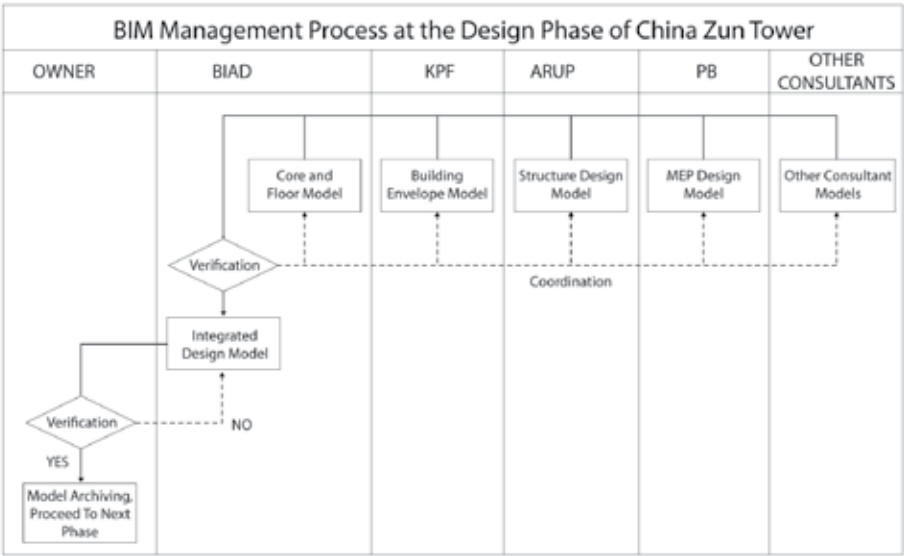 BIM Management Process at the Design Phase of China Zun Tower
OWNER
BIAD
KPF
ARUP
PB
OTHER
CONSULTANTS
Core and
Floor Model
Building
Envelope Model
Structure Design
Model
MEP Design
Model
Other Consultant
Models
Verification
Coordination
Integrated
Design Model
Verification
NO
YES
Model Archiving,
Proceed To Next
Phase